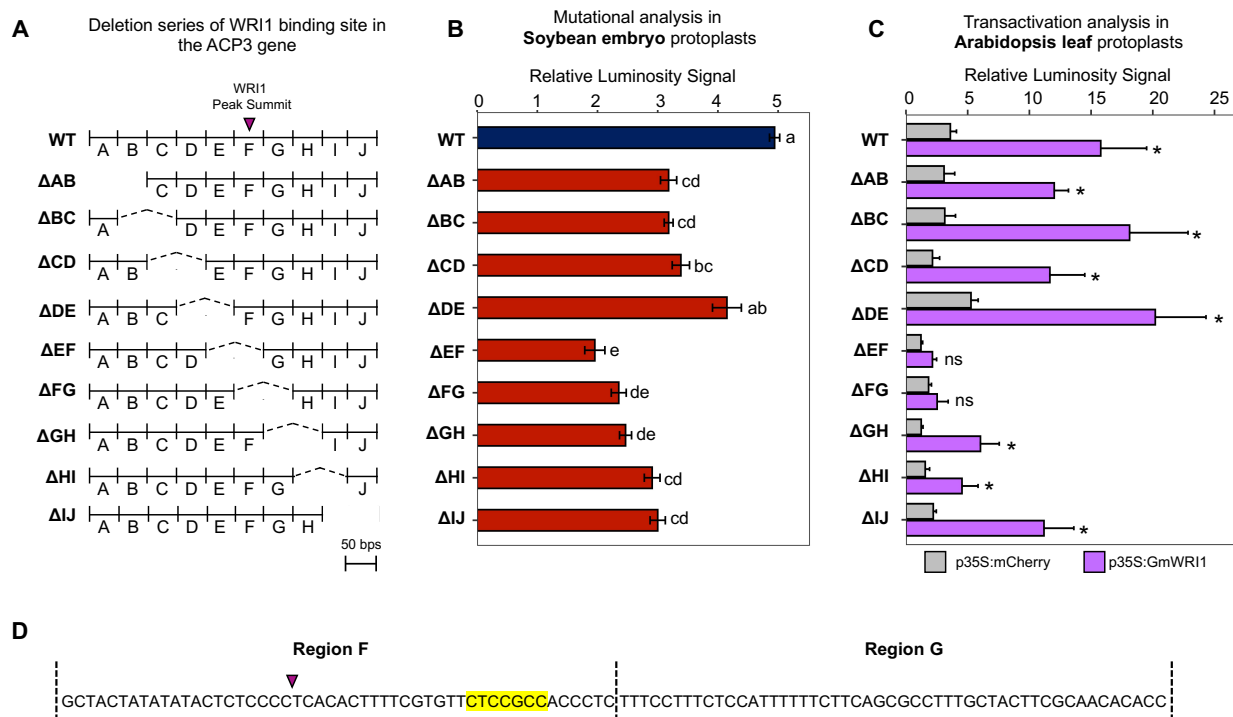 A
Deletion series of WRI1 binding site in
the ACP3 gene
WRI1
Peak Summit
WT
A B C D E F G H I J
ΔAB
C D E F G H I J
ΔBC
A D E F G H I J
ΔCD
A B E F G H I J
ΔDE
A B C F G H I J
ΔEF
A B C D G H I J
ΔFG
A B C D E H I J
ΔGH
A B C D E F I J
ΔHI
A B C D E F G J
ΔIJ
A B C D E F G H
50 bps
B
Mutational analysis in
Soybean embryo protoplasts
Relative Luminosity Signal
0 1 2 3 4 5
WT a
ΔAB cd
ΔBC cd
ΔCD bc
ΔDE ab
ΔEF e
ΔFG de
ΔGH de
ΔHI cd
ΔIJ cd
C
Transactivation analysis in
Arabidopsis leaf protoplasts
Relative Luminosity Signal
0 5 10 15 20 25
WT *
ΔAB *
ΔBC *
ΔCD *
ΔDE *
ΔEF ns
ΔFG ns
ΔGH *
ΔHI *
ΔIJ *
p35S:mCherry p35S:GmWRI1
D
Region F Region G
GCTACTATATATACTCTCCCCTCACACTTTTCGTGTTCTCCGCCACCCTC TTTCCTTTCTCCATTTTTTCTTCAGCGCCTTTGCTACTTCGCAACACACC